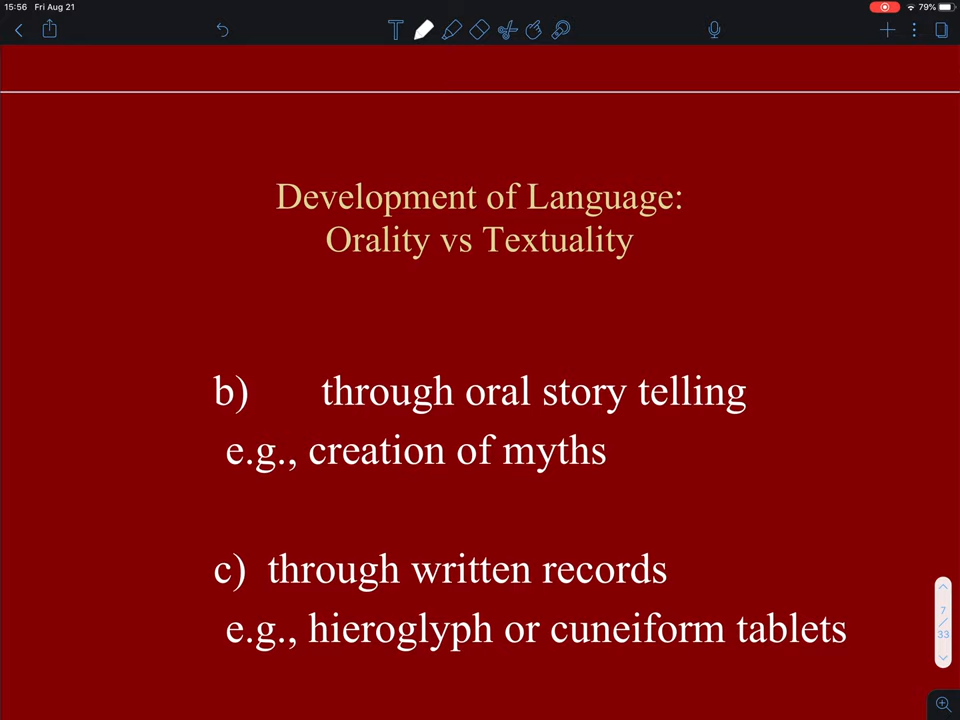 15:56 Fri Aug 21
79%
T
Development of Language:
Orality vs Textuality
b) through oral story telling
e.g., creation of myths
c) through written records
e.g., hieroglyph or cuneiform tablets
7
/
33